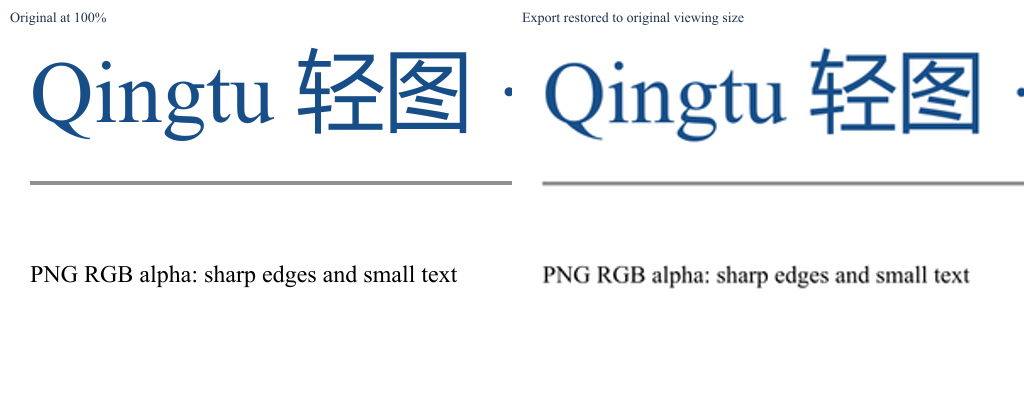 Original at 100%
Export restored to original viewing size
Qingtu 轻图 ·
Qingtu 轻图 ·
PNG RGB alpha: sharp edges and small text
PNG RGB alpha: sharp edges and small text